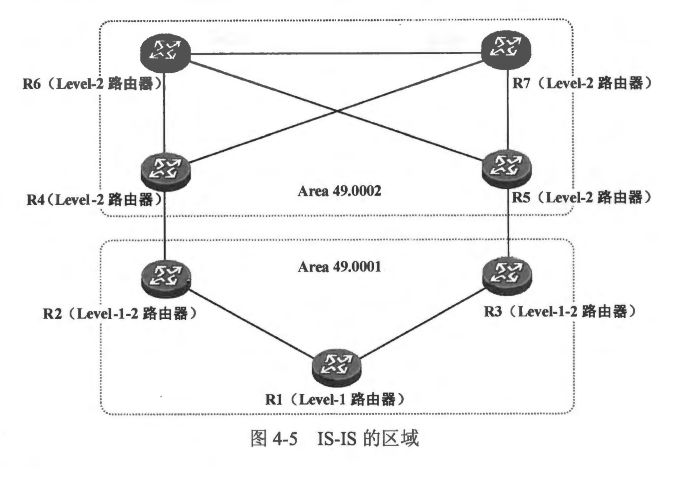 R6（Level-2 路由器）
R7（Level-2 路由器）
R4（Level-2 路由器）
Area 49.0002
R5（Level-2 路由器）
Area 49.0001
R2（Level-1-2 路由器）
R3（Level-1-2 路由器）
R1（Level-1 路由器）
图 4-5 IS-IS 的区域